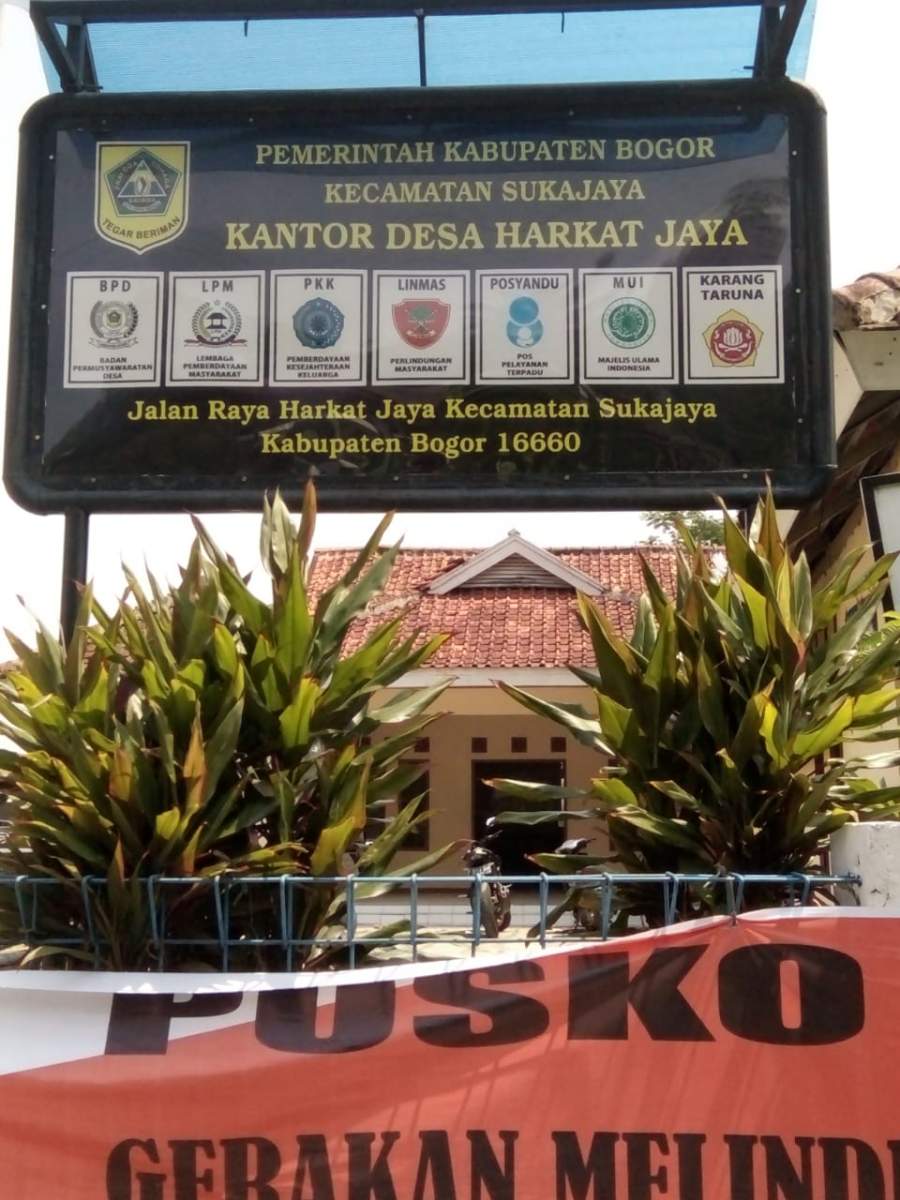 PEMERINTAH KABUPATEN BOGOR
KECAMATAN SUKAJAYA
KANTOR DESA HARKAT JAYA
TEGAR BERIMAN
BPD
BADAN
PERMUSYAWARATAN
DESA
LPM
LEMBAGA
PEMBERDAYAAN
MASYARAKAT
PKK
PEMBERDAYAAN
KESEJAHTERAAN
KELUARGA
LINMAS
PERLINDUNGAN
MASYARAKAT
POSYANDU
POS
PELAYANAN
TERPADU
MUI
MAJELIS ULAMA
INDONESIA
KARANG
TARUNA
Jalan Raya Harkat Jaya Kecamatan Sukajaya
Kabupaten Bogor 16660
POSKO
GERAKAN